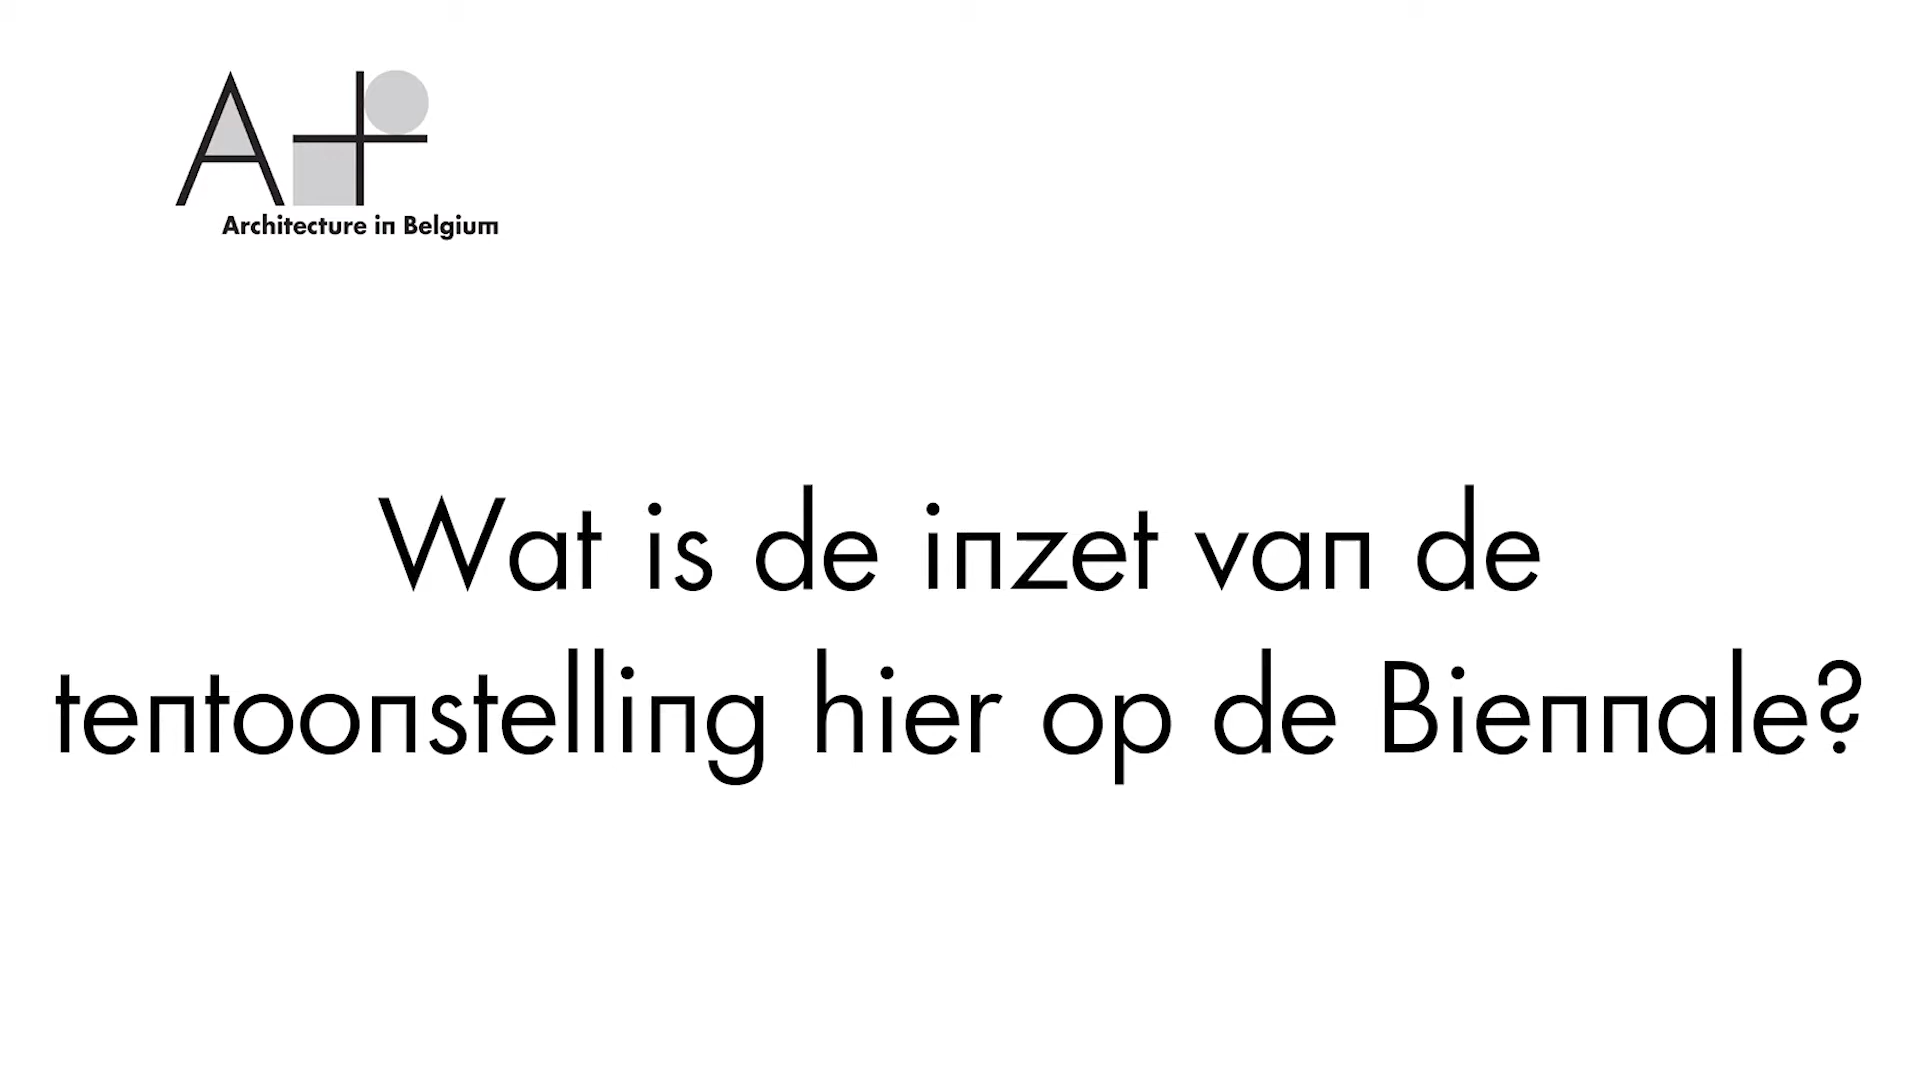 A+
Architecture in Belgium
Wat is de inzet van de
tentoonstelling hier op de Biennale?